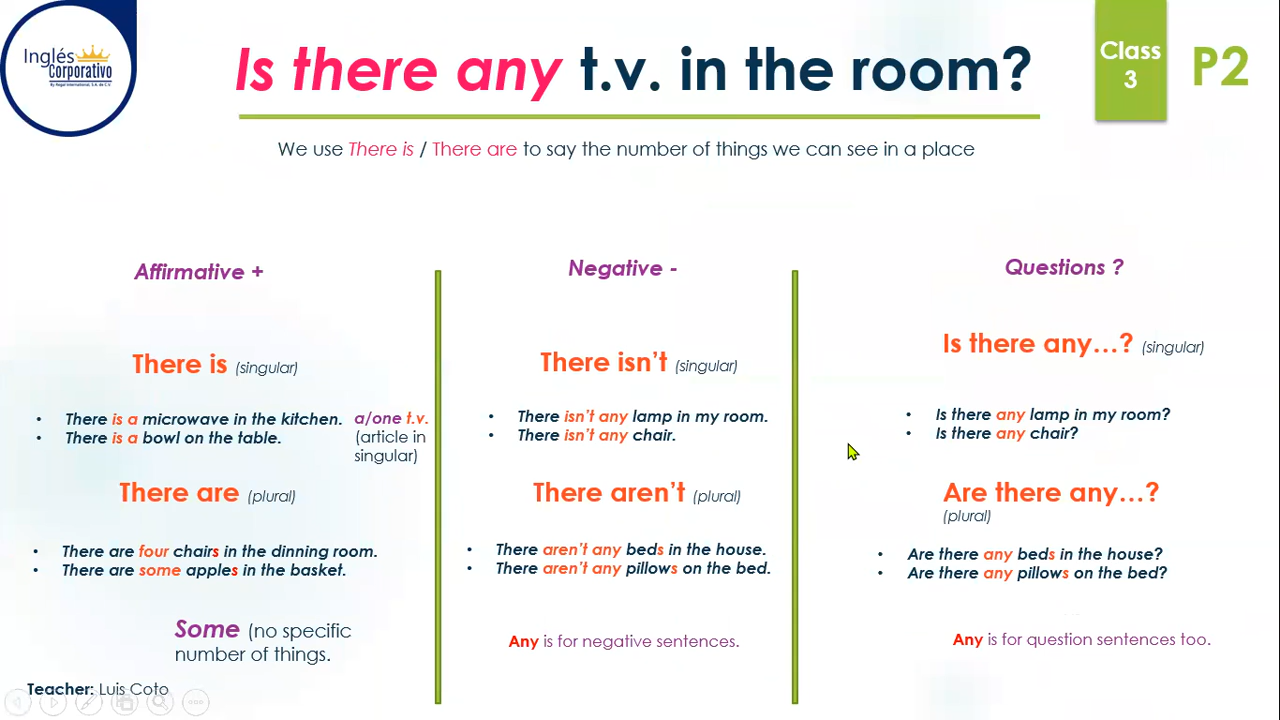 Inglés
Corporativo
By Regal International, S.A. de C.V.
Is there any t.v. in the room?
Class
3
P2
We use There is / There are to say the number of things we can see in a place
Affirmative +
There is (singular)
• There is a microwave in the kitchen.
• There is a bowl on the table.
a/one t.v.
(article in
singular)
There are (plural)
• There are four chairs in the dinning room.
• There are some apples in the basket.
Some (no specific
number of things.
Negative -
There isn't (singular)
• There isn't any lamp in my room.
• There isn't any chair.
There aren't (plural)
• There aren't any beds in the house.
• There aren't any pillows on the bed.
Any is for negative sentences.
Questions ?
Is there any...? (singular)
• Is there any lamp in my room?
• Is there any chair?
Are there any...?
(plural)
• Are there any beds in the house?
• Are there any pillows on the bed?
Any is for question sentences too.
Teacher: Luis Coto